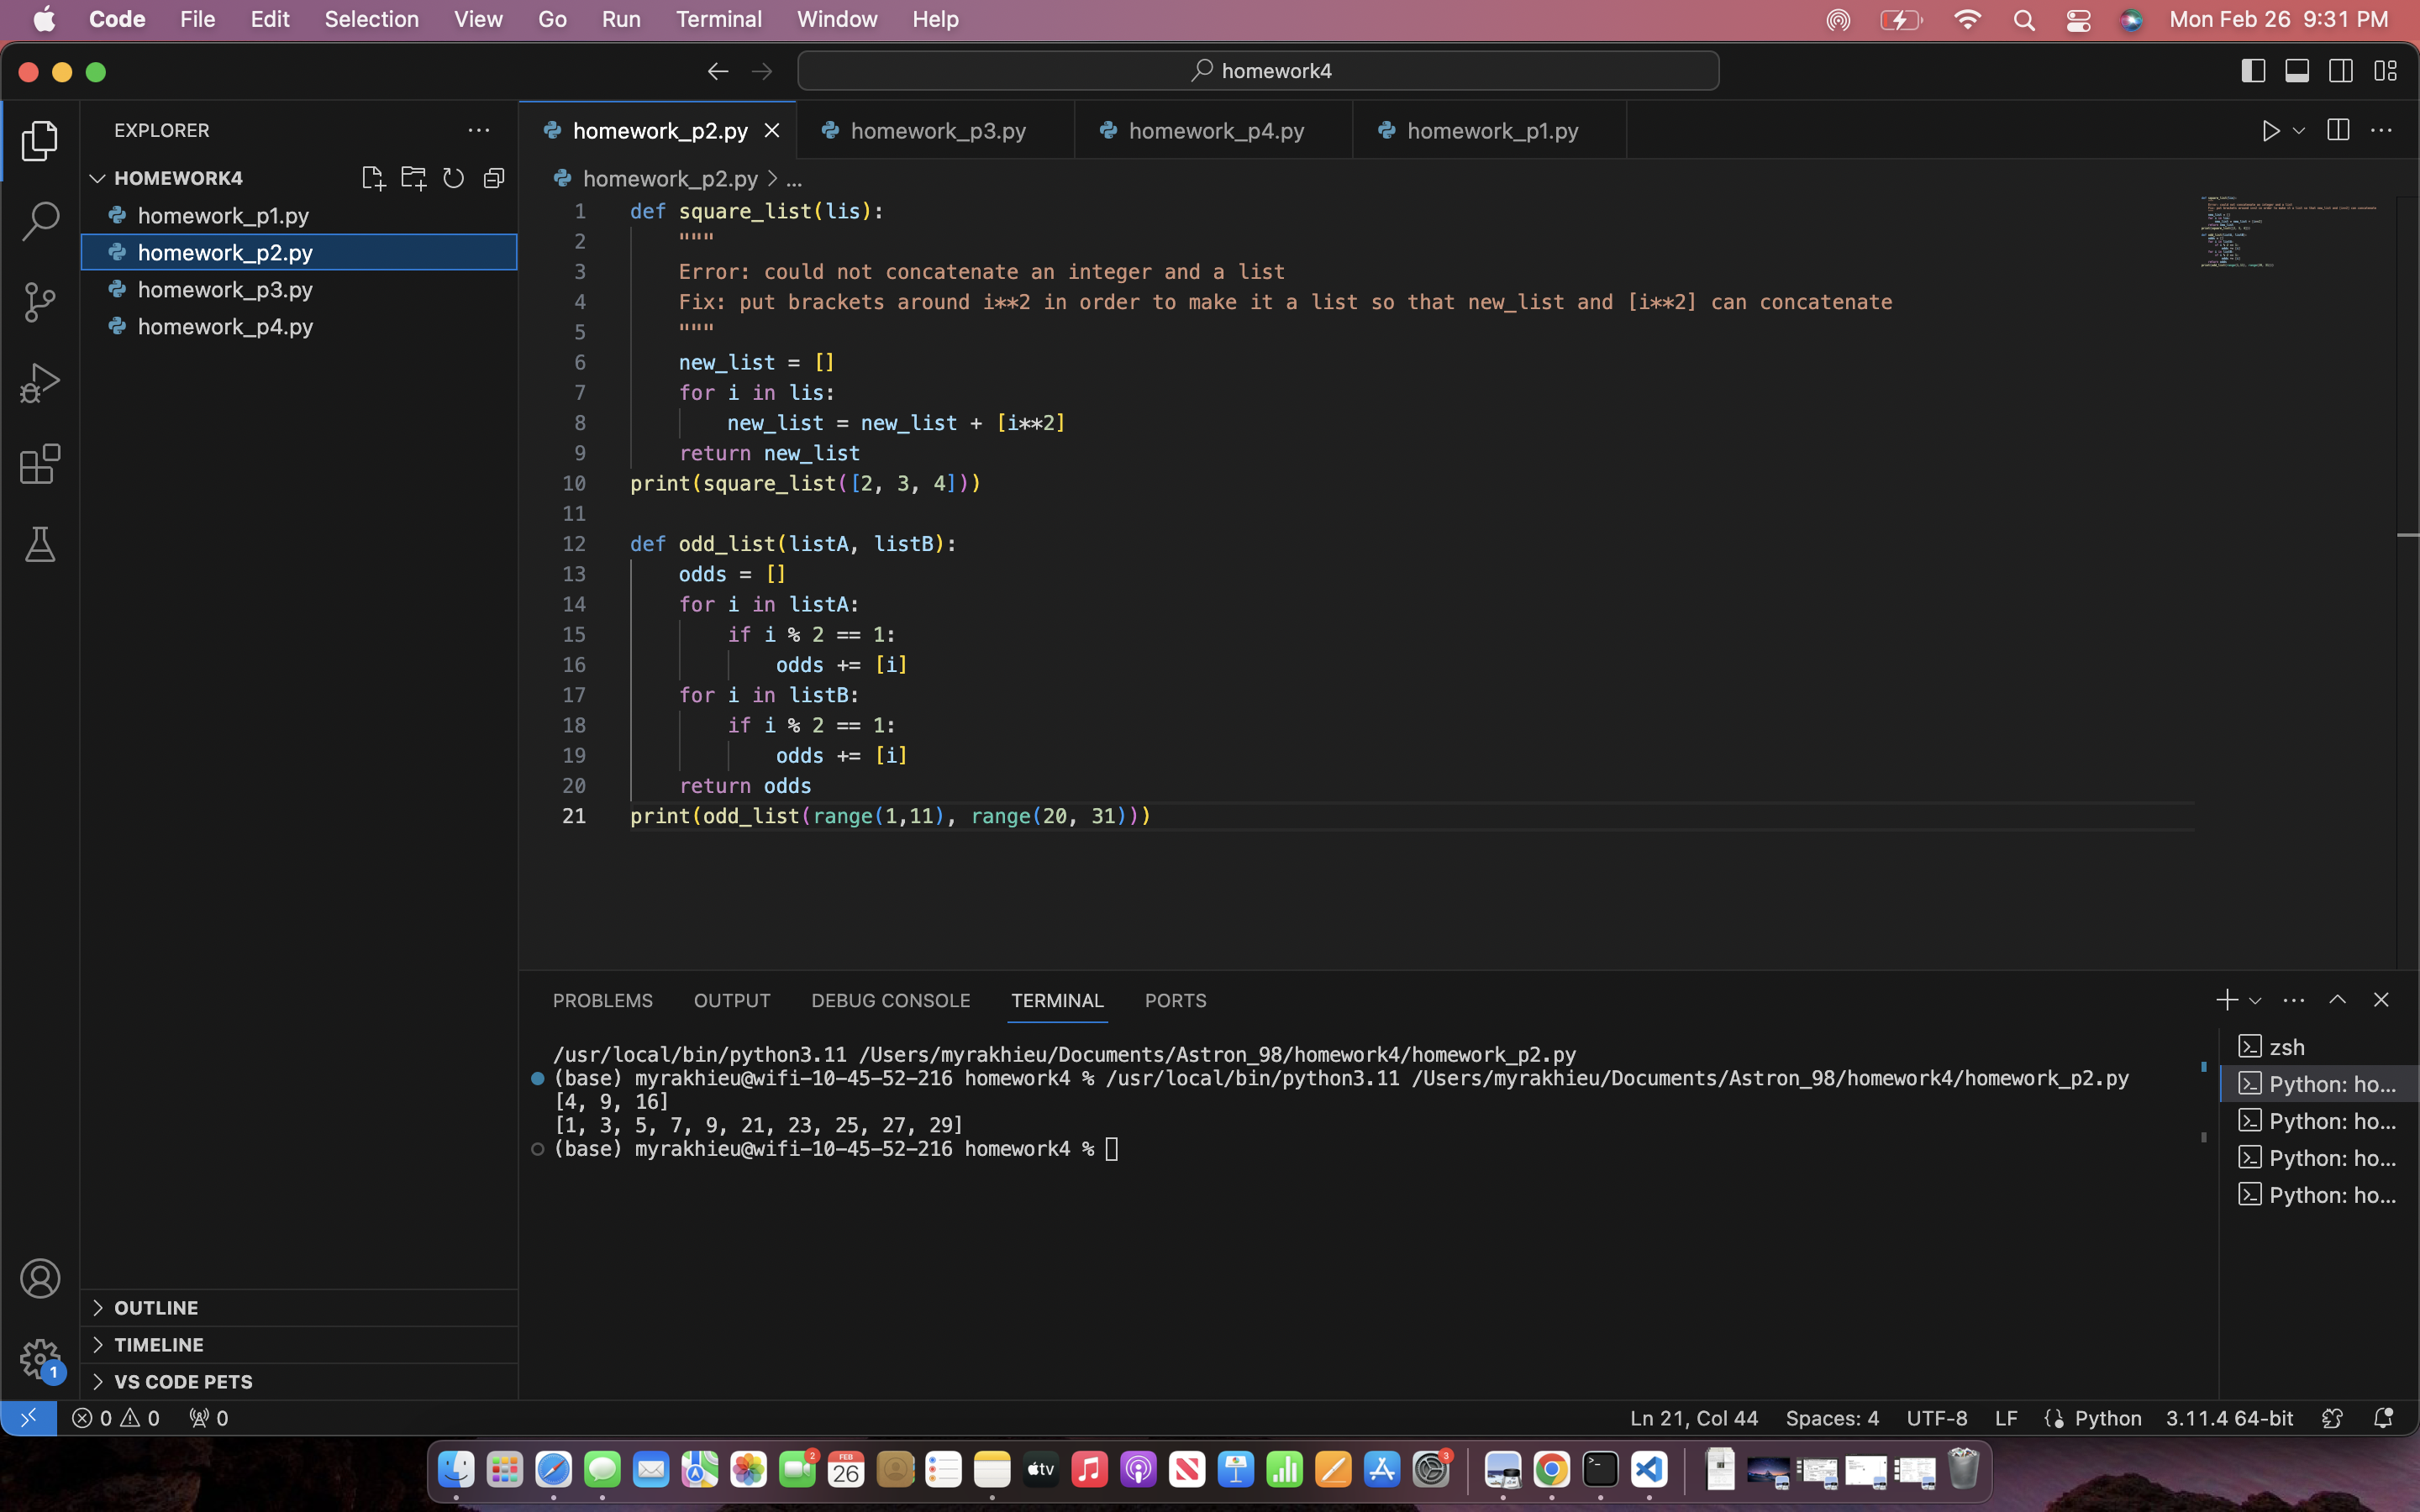 Code File Edit Selection View Go Run Terminal Window Help Mon Feb 26 9:31 PM
homework4
EXPLORER
HOMEWORK4
homework_p1.py
homework_p2.py
homework_p3.py
homework_p4.py
OUTLINE
TIMELINE
VS CODE PETS
homework_p2.py homework_p3.py homework_p4.py homework_p1.py
homework_p2.py > ...
1 def square_list(lis):
2 """
3 Error: could not concatenate an integer and a list
4 Fix: put brackets around i**2 in order to make it a list so that new_list and [i**2] can concatenate
5 """
6 new_list = []
7 for i in lis:
8 new_list = new_list + [i**2]
9 return new_list
10 print(square_list([2, 3, 4]))
11
12 def odd_list(listA, listB):
13 odds = []
14 for i in listA:
15 if i % 2 == 1:
16 odds += [i]
17 for i in listB:
18 if i % 2 == 1:
19 odds += [i]
20 return odds
21 print(odd_list(range(1,11), range(20, 31)))
PROBLEMS OUTPUT DEBUG CONSOLE TERMINAL PORTS
/usr/local/bin/python3.11 /Users/myrakhieu/Documents/Astron_98/homework4/homework_p2.py
(base) myrakhieu@wifi-10-45-52-216 homework4 % /usr/local/bin/python3.11 /Users/myrakhieu/Documents/Astron_98/homework4/homework_p2.py
[4, 9, 16]
[1, 3, 5, 7, 9, 21, 23, 25, 27, 29]
(base) myrakhieu@wifi-10-45-52-216 homework4 %
zsh
Python: ho...
Python: ho...
Python: ho...
Python: ho...
1
0 0 0 Ln 21, Col 44 Spaces: 4 UTF-8 LF Python 3.11.4 64-bit
2 FEB 26 tv 3